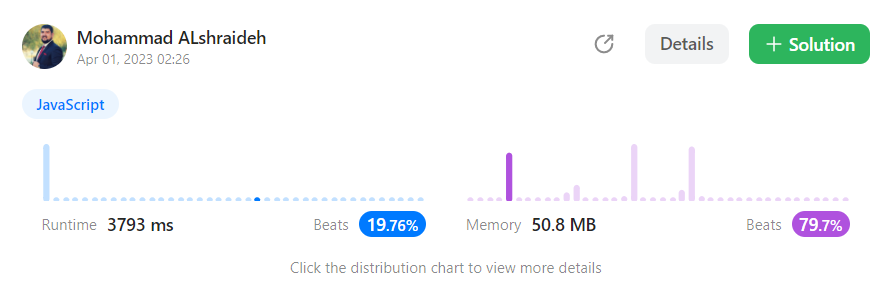 Mohammad ALshraideh
Apr 01, 2023 02:26
Details
+ Solution
JavaScript
Runtime 3793 ms Beats 19.76%
Memory 50.8 MB Beats 79.7%
Click the distribution chart to view more details